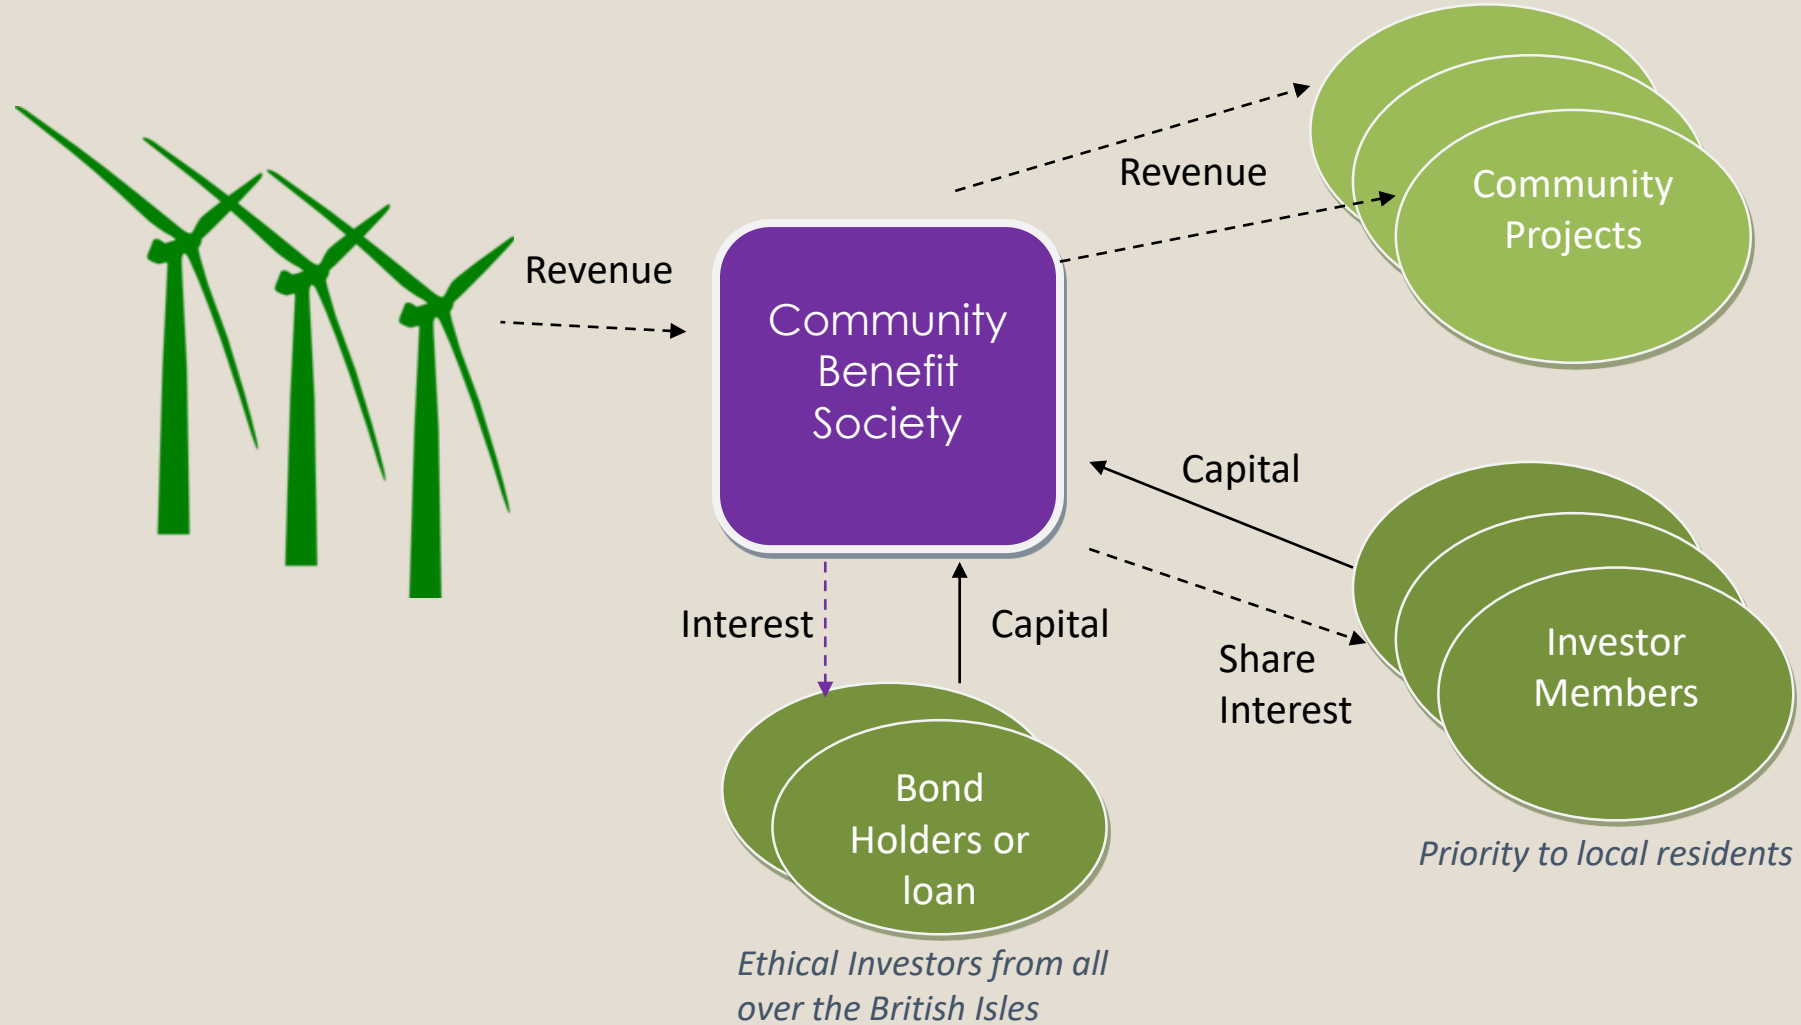 Revenue
Community
Projects
Revenue
Community
Benefit
Society
Capital
Interest
Capital
Share
Interest
Investor
Members
Bond
Holders or
loan
Priority to local residents
Ethical Investors from all
over the British Isles